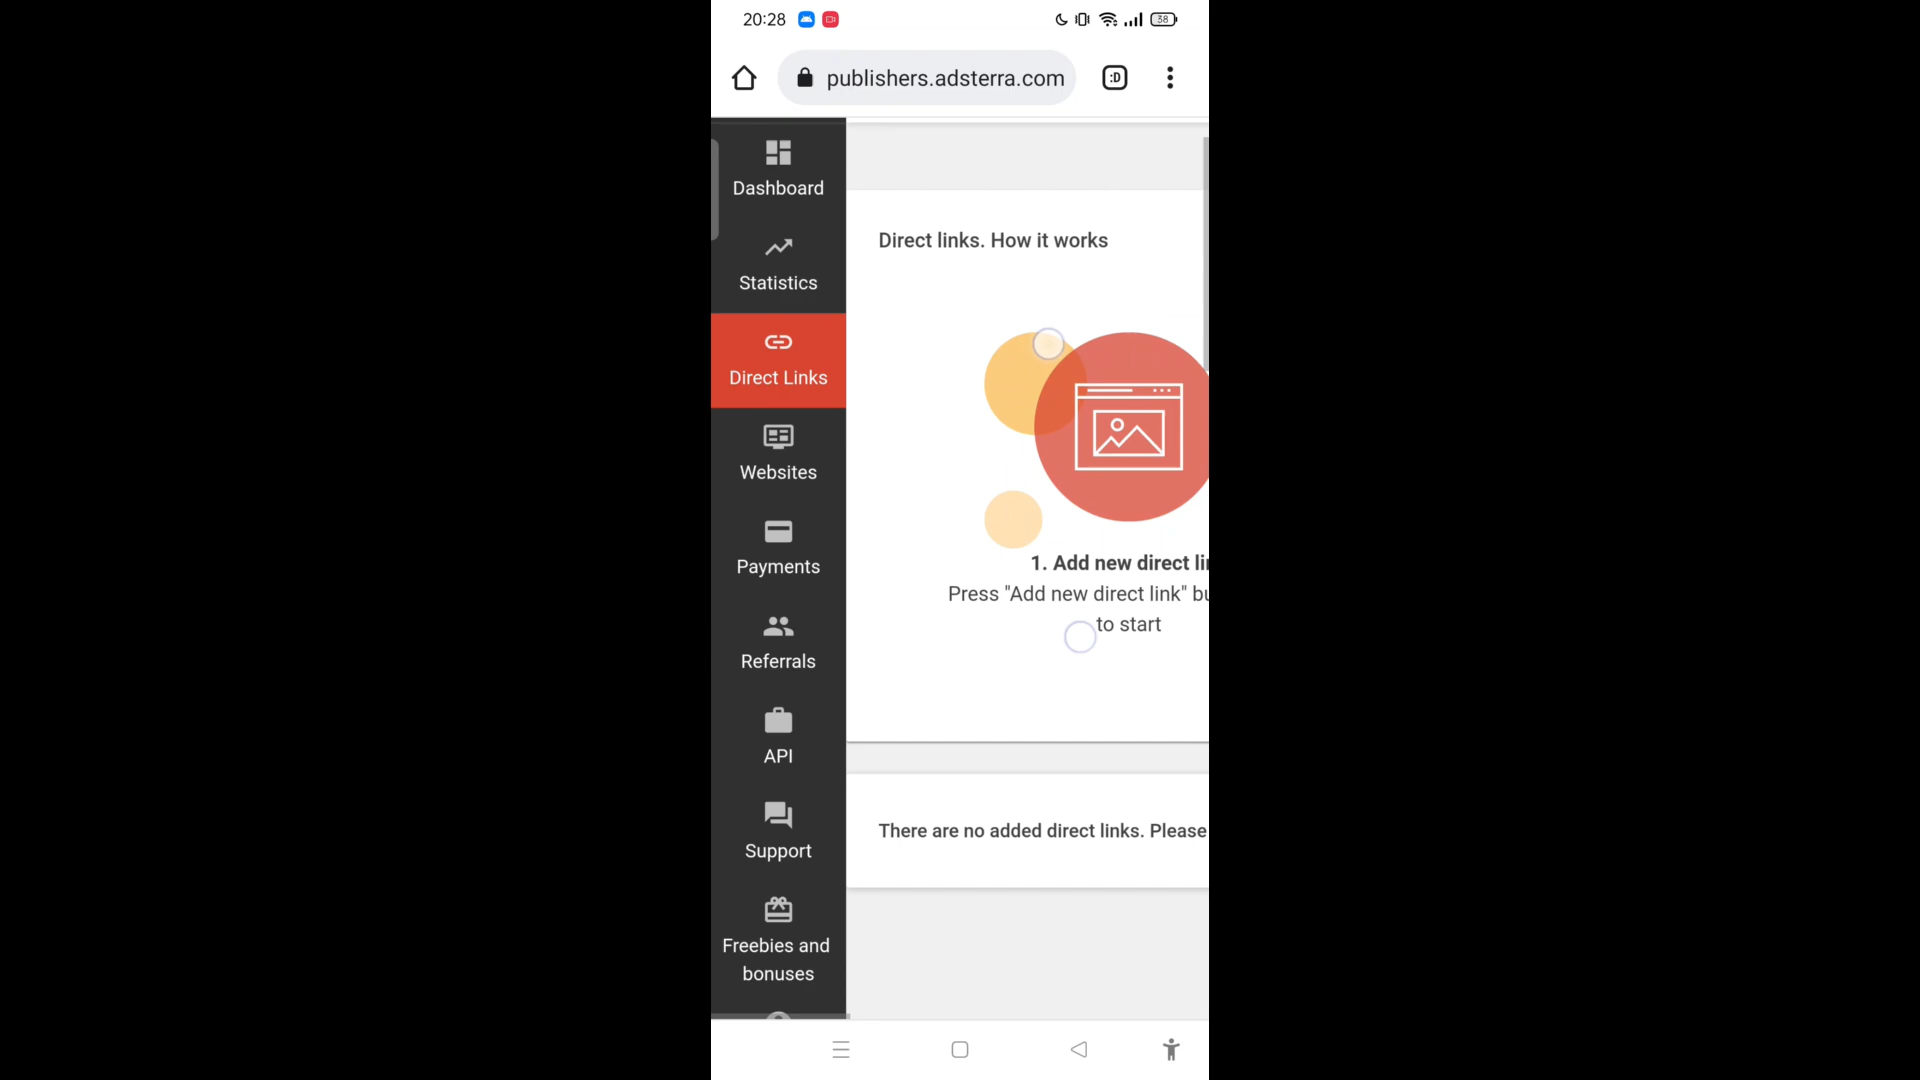 20:28
38
publishers.adsterra.com
:D
Dashboard
Statistics
Direct Links
Websites
Payments
Referrals
API
Support
Freebies and
bonuses
Direct links. How it works
1. Add new direct
Press "Add new direct link"
to start
There are no added direct links. Please